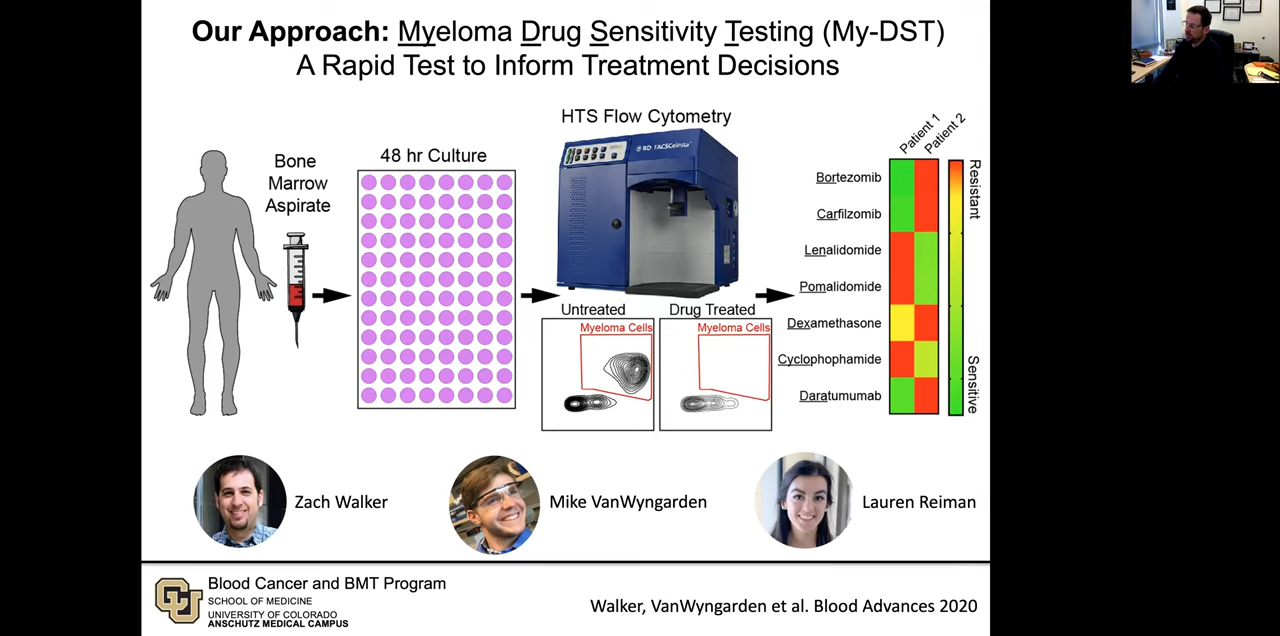 Our Approach: Myeloma Drug Sensitivity Testing (My-DST)
A Rapid Test to Inform Treatment Decisions
Bone
Marrow
Aspirate
48 hr Culture
HTS Flow Cytometry
BD FACSCelesta
Untreated
Myeloma Cells
Drug Treated
Myeloma Cells
Patient 1
Patient 2
Bortezomib
Carfilzomib
Lenalidomide
Pomalidomide
Dexamethasone
Cyclophophamide
Daratumumab
Resistant
Sensitive
Zach Walker
Mike VanWyngarden
Lauren Reiman
CU
Blood Cancer and BMT Program
SCHOOL OF MEDICINE
UNIVERSITY OF COLORADO
ANSCHUTZ MEDICAL CAMPUS
Walker, VanWyngarden et al. Blood Advances 2020